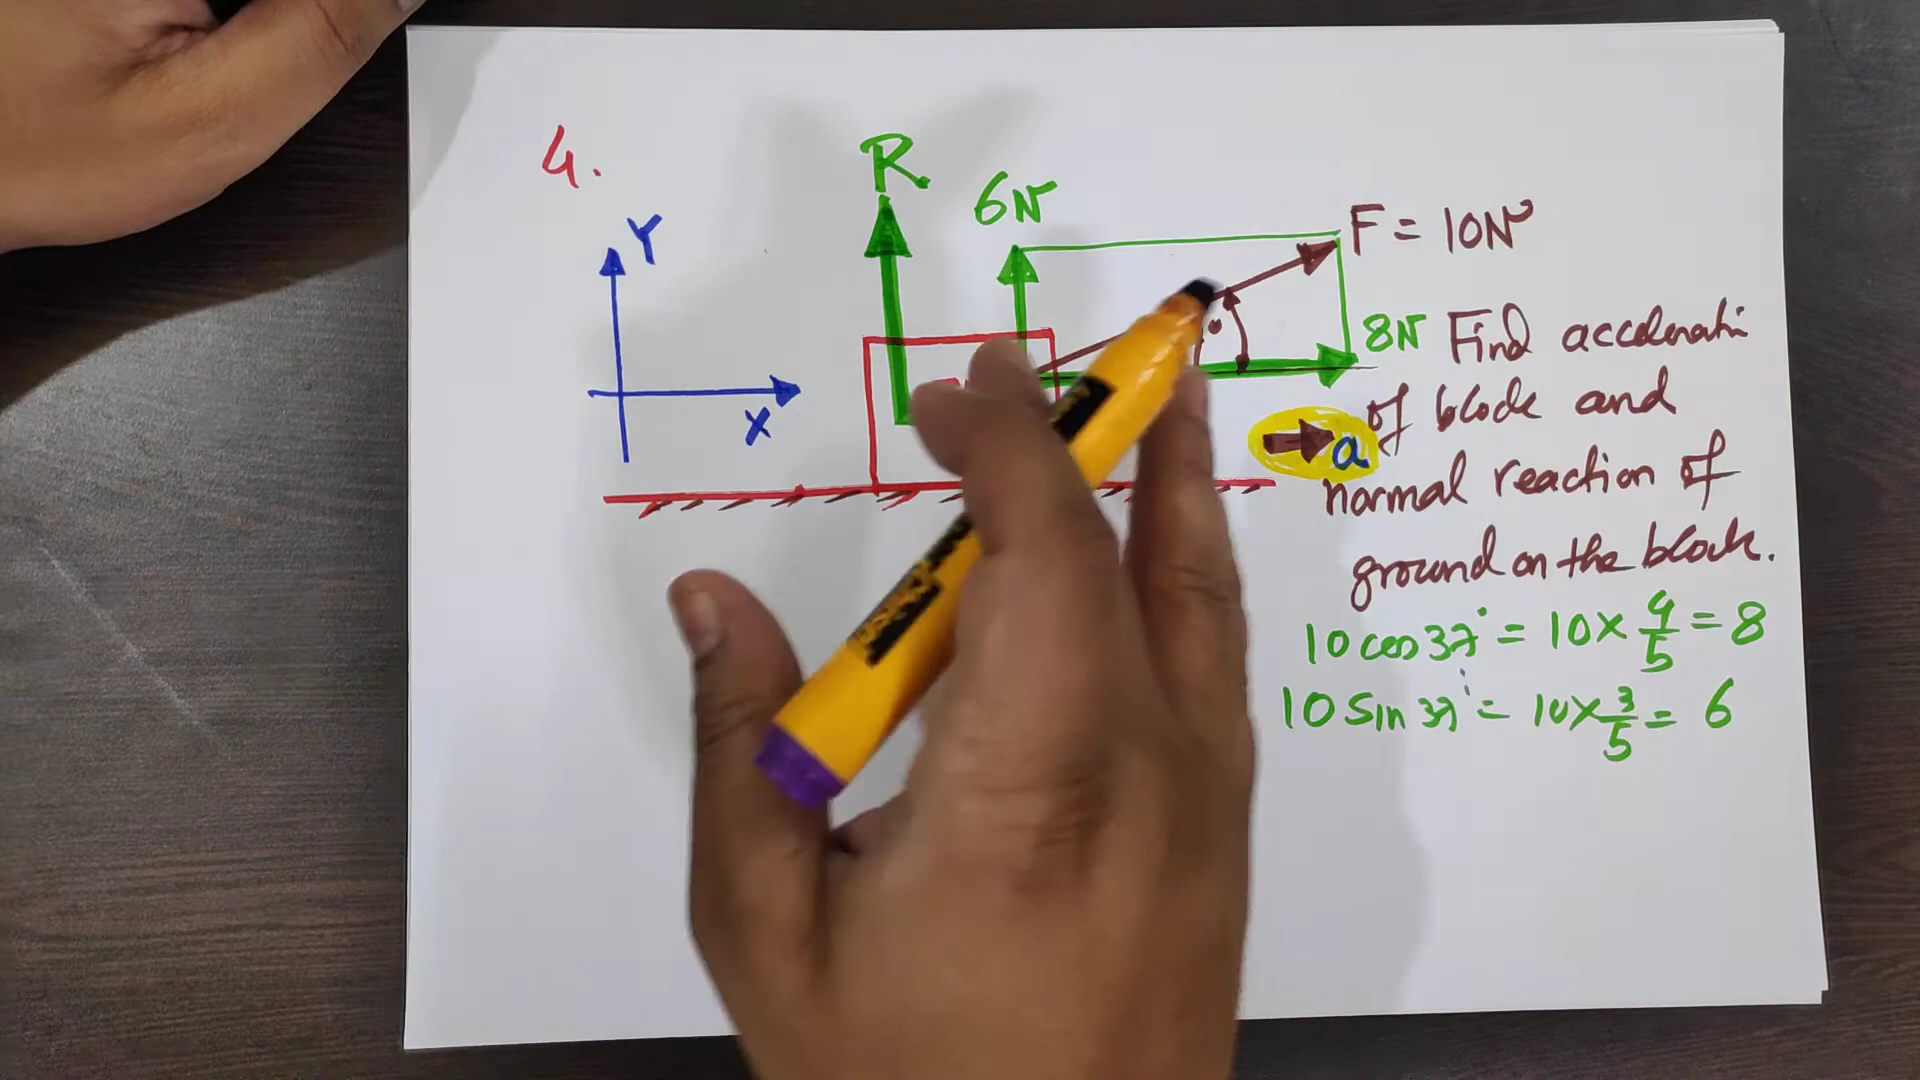 4.
R
6N
F = 10N
Y
8N
Find acceleration
of block and
a
X
normal reaction of
ground on the block.
10 cos 37° = 10 × 4/5 = 8
10 Sin 37° = 10 × 3/5 = 6